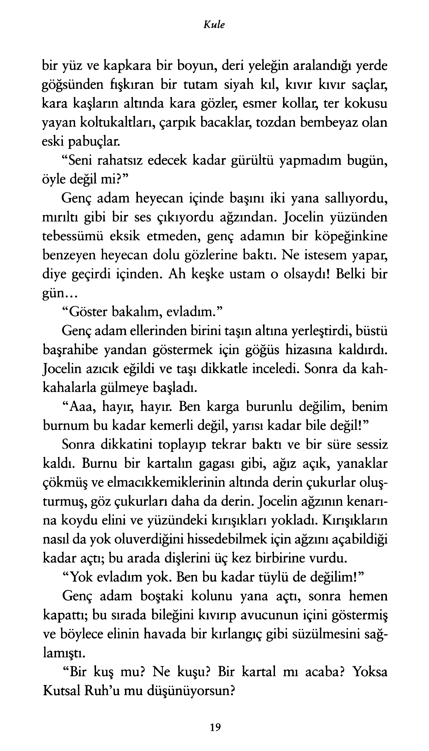 Kule
bir yüz ve kapkara bir boyun, deri yeleğin aralandığı yerde
göğsünden fışkıran bir tutam siyah kıl, kıvır kıvır saçlar,
kara kaşların altında kara gözler, esmer kollar, ter kokusu
yayan koltukaltları, çarpık bacaklar, tozdan bembeyaz olan
eski pabuçlar.
“Seni rahatsız edecek kadar gürültü yapmadım bugün,
öyle değil mi?”
Genç adam heyecan içinde başını iki yana sallıyordu,
mırıltı gibi bir ses çıkıyordu ağzından. Jocelin yüzünden
tebessümü eksik etmeden, genç adamın bir köpeğinkine
benzeyen heyecan dolu gözlerine baktı. Ne istesem yapar,
diye geçirdi içinden. Ah keşke ustam o olsaydı! Belki bir
gün...
“Göster bakalım, evladım.”
Genç adam ellerinden birini taşın altına yerleştirdi, büstü
başrahibe yandan göstermek için göğüs hizasına kaldırdı.
Jocelin azıcık eğildi ve taşı dikkatle inceledi. Sonra da kah-
kahalarla gülmeye başladı.
“Aaa, hayır, hayır. Ben karga burunlu değilim, benim
burnum bu kadar kemerli değil, yarısı kadar bile değil!”
Sonra dikkatini toplayıp tekrar baktı ve bir süre sessiz
kaldı. Burnu bir kartalın gagası gibi, ağız açık, yanaklar
çökmüş ve elmacıkkemiklerinin altında derin çukurlar oluş-
turmuş, göz çukurları daha da derin. Jocelin ağzının kenarı-
na koydu elini ve yüzündeki kırışıkları yokladı. Kırışıkların
nasıl da yok oluverdiğini hissedebilmek için ağzını açabildiği
kadar açtı; bu arada dişlerini üç kez birbirine vurdu.
“Yok evladım yok. Ben bu kadar tüylü de değilim!”
Genç adam boştaki kolunu yana açtı, sonra hemen
kapattı; bu sırada bileğini kıvırıp avucunun içini göstermiş
ve böylece elinin havada bir kırlangıç gibi süzülmesini sağ-
lamıştı.
“Bir kuş mu? Ne kuşu? Bir kartal mı acaba? Yoksa
Kutsal Ruh’u mu düşünüyorsun?
19